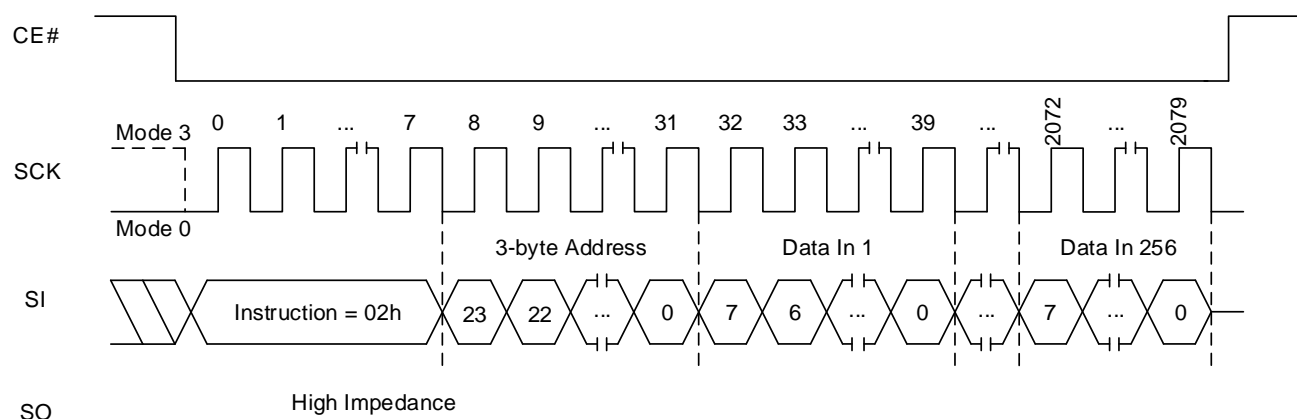 CE#
Mode 3 0 1 ... 7 8 9 ... 31 32 33 ... 39 ... 2072 ... 2079
SCK
Mode 0
3-byte Address Data In 1 Data In 256
SI Instruction = 02h 23 22 ... 0 7 6 ... 0 ... 7 ... 0
High Impedance
SO